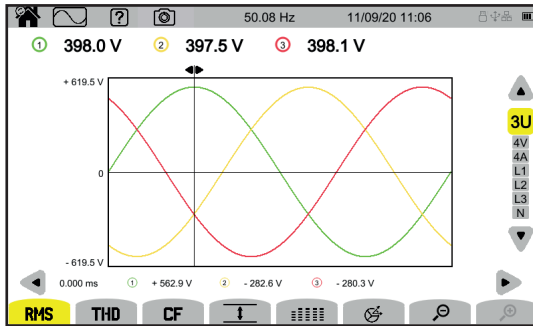 ? 50.08 Hz 11/09/20 11:06
1 398.0 V 2 397.5 V 3 398.1 V
+ 619.5 V
0
- 619.5 V
3U
4V
4A
L1
L2
L3
N
0.000 ms 1 + 562.9 V 2 - 282.6 V 3 - 280.3 V
RMS THD CF